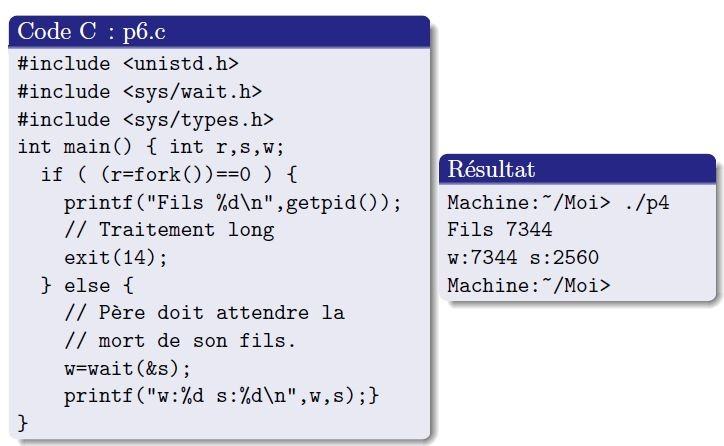 Code C : p6.c
#include <unistd.h>
#include <sys/wait.h>
#include <sys/types.h>
int main() { int r,s,w;
  if ( (r=fork())==0 ) {
    printf("Fils %d\n",getpid());
    // Traitement long
    exit(14);
  } else {
    // Père doit attendre la
    // mort de son fils.
    w=wait(&s);
    printf("w:%d s:%d\n",w,s);}
}
Résultat
Machine:~/Moi> ./p4
Fils 7344
w:7344 s:2560
Machine:~/Moi>